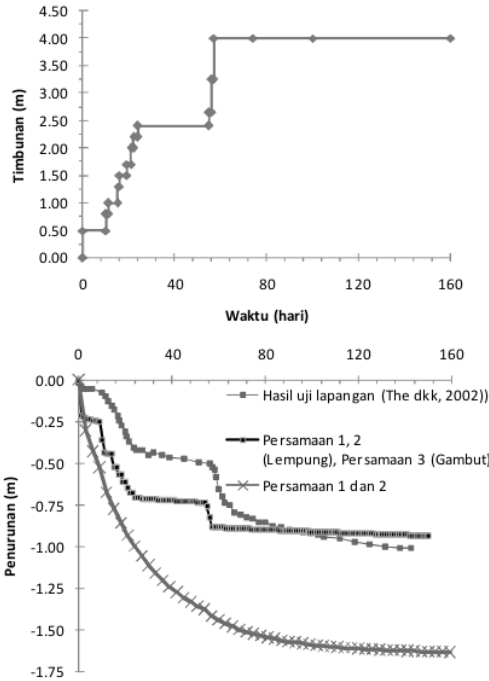 4.50
4.00
3.50
3.00
2.50
2.00
1.50
1.00
0.50
0.00
Timbunan (m)
0 40 80 120 160
Waktu (hari)
0 40 80 120 160
0.00
-0.25
-0.50
-0.75
-1.00
-1.25
-1.50
-1.75
Penurunan (m)
Hasil uji lapangan (The dkk, 2002))
Persamaan 1, 2
(Lempung), Persamaan 3 (Gambut)
Persamaan 1 dan 2